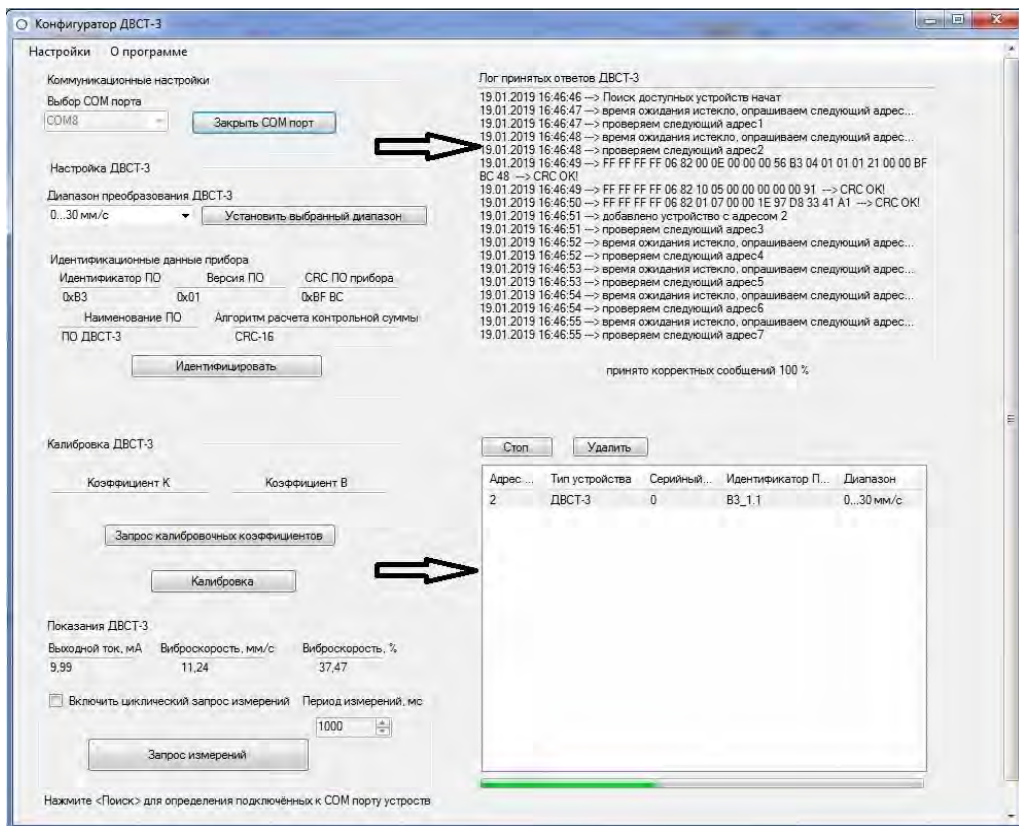 Конфигуратор ДВСТ-3
Настройки О программе
Коммуникационные настройки
Выбор COM порта
COM8
Закрыть COM порт
Настройка ДВСТ-3
Диапазон преобразования ДВСТ-3
0...30 мм/с
Установить выбранный диапазон
Идентификационные данные прибора
Идентификатор ПО Версия ПО CRC ПО прибора
0xB3 0x01 0xBF BC
Наименование ПО Алгоритм расчета контрольной суммы
ПО ДВСТ-3 CRC-16
Идентифицировать
Калибровка ДВСТ-3
Коэффициент К Коэффициент В
Запрос калибровочных коэффициентов
Калибровка
Показания ДВСТ-3
Выходной ток, мА Виброскорость, мм/с Виброскорость, %
9,99 11,24 37,47
Включить циклический запрос измерений Период измерений, мс
1000
Запрос измерений
Нажмите <Поиск> для определения подключённых к COM порту устроств
Лог принятых ответов ДВСТ-3
19.01.2019 16:46:46 --> Поиск доступных устройств начат
19.01.2019 16:46:47 --> время ожидания истекло, опрашиваем следующий адрес...
19.01.2019 16:46:47 --> проверяем следующий адрес1
19.01.2019 16:46:48 --> время ожидания истекло, опрашиваем следующий адрес...
19.01.2019 16:46:48 --> проверяем следующий адрес2
19.01.2019 16:46:49 --> FF FF FF FF 06 82 00 0E 00 00 00 56 B3 04 01 01 01 21 00 00 BF
BC 48 --> CRC OK!
19.01.2019 16:46:49 --> FF FF FF FF 06 82 10 05 00 00 00 00 00 91 --> CRC OK!
19.01.2019 16:46:50 --> FF FF FF FF 06 82 01 07 00 00 1E 97 D8 33 41 A1 --> CRC OK!
19.01.2019 16:46:51 --> добавлено устройство с адресом 2
19.01.2019 16:46:51 --> проверяем следующий адрес3
19.01.2019 16:46:52 --> время ожидания истекло, опрашиваем следующий адрес...
19.01.2019 16:46:52 --> проверяем следующий адрес4
19.01.2019 16:46:53 --> время ожидания истекло, опрашиваем следующий адрес...
19.01.2019 16:46:53 --> проверяем следующий адрес5
19.01.2019 16:46:54 --> время ожидания истекло, опрашиваем следующий адрес...
19.01.2019 16:46:54 --> проверяем следующий адрес6
19.01.2019 16:46:55 --> время ожидания истекло, опрашиваем следующий адрес...
19.01.2019 16:46:55 --> проверяем следующий адрес7
принято корректных сообщений 100 %
Стоп Удалить
Адрес ... Тип устройства Серийный... Идентификатор П... Диапазон
2 ДВСТ-3 0 B3_1.1 0...30 мм/с